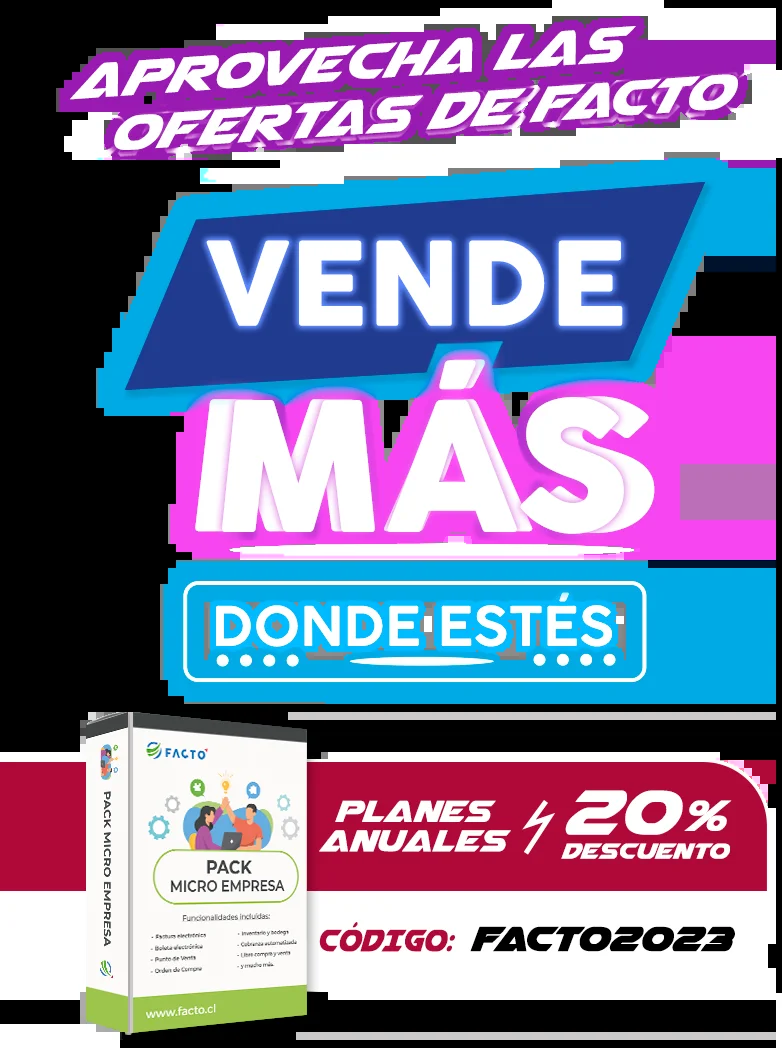 APROVECHA LAS
OFERTAS DE FACTO
VENDE
MÁS
DONDE ESTÉS
FACTO
PACK MICRO EMPRESA
PACK
MICRO EMPRESA
Funcionalidades incluidas:
- Factura electrónica
- Boleta electrónica
- Punto de Venta
- Orden de Compra
- Inventario y bodega
- Cobranza automatizada
- Libro compra y venta
- y mucho más.
www.facto.cl
PLANES
ANUALES
20%
DESCUENTO
CÓDIGO: FACTO2023